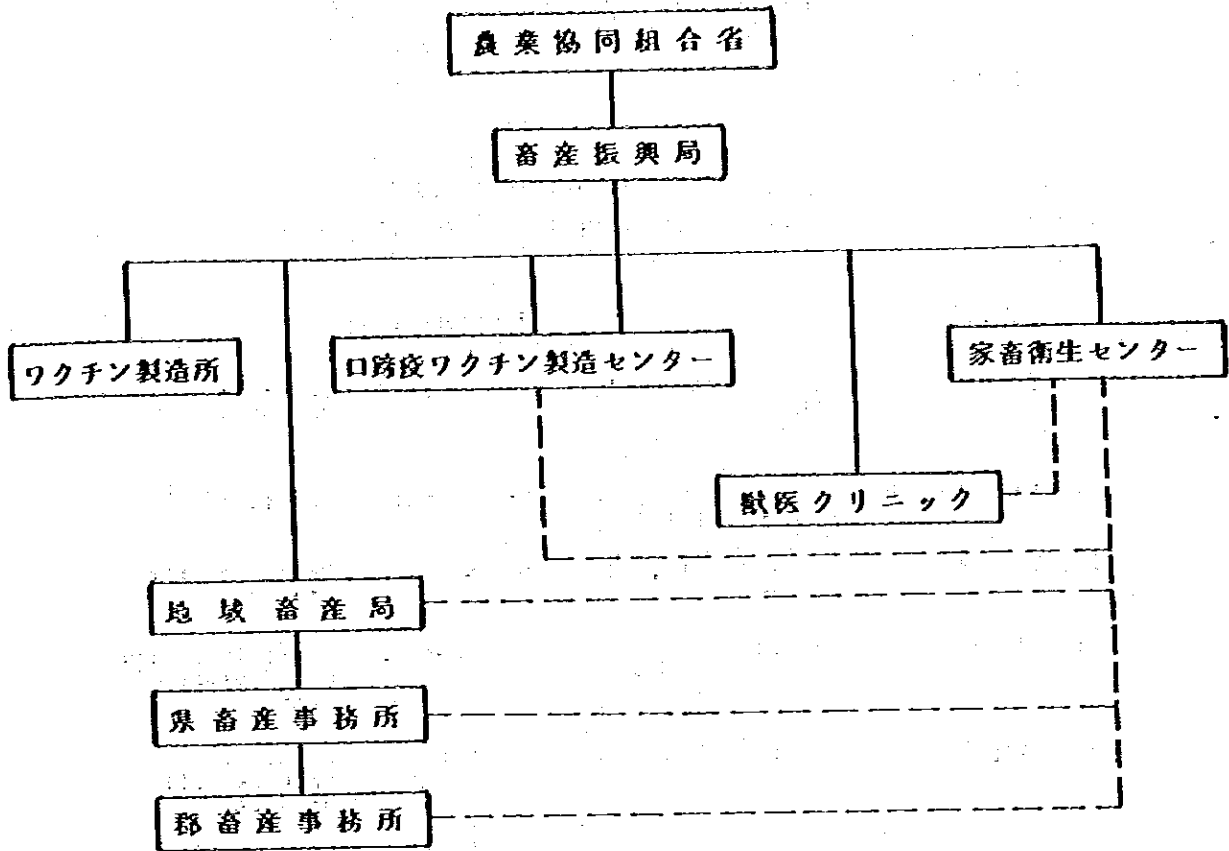 農業協同組合省
畜産振興局
ワクチン製造所
口蹄疫ワクチン製造センター
家畜衛生センター
獣医クリニック
地域畜産局
県畜産事務所
郡畜産事務所